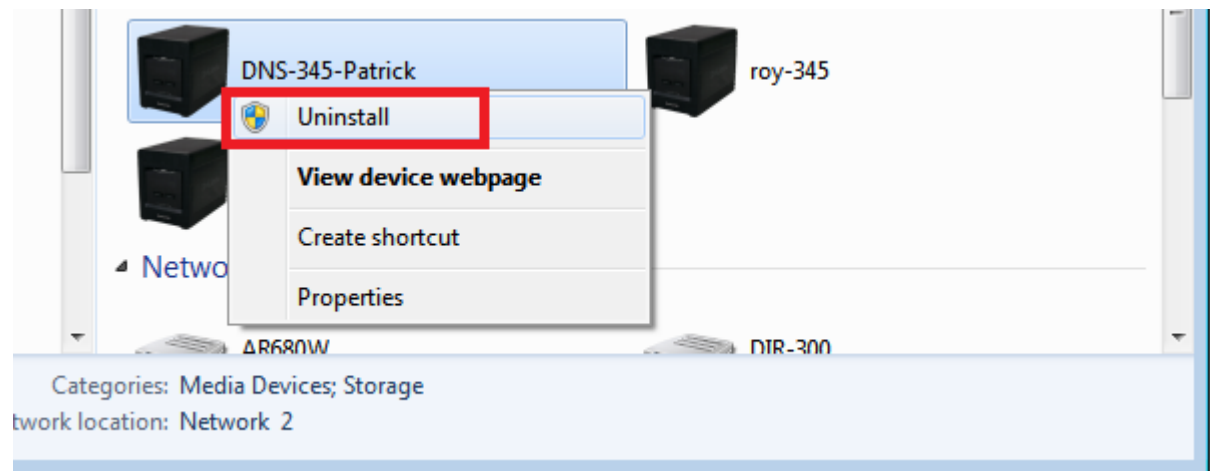 DNS-345-Patrick
roy-345
Uninstall
View device webpage
Create shortcut
Netwo
Properties
AR680W
DIR-300
Categories: Media Devices; Storage
twork location: Network 2